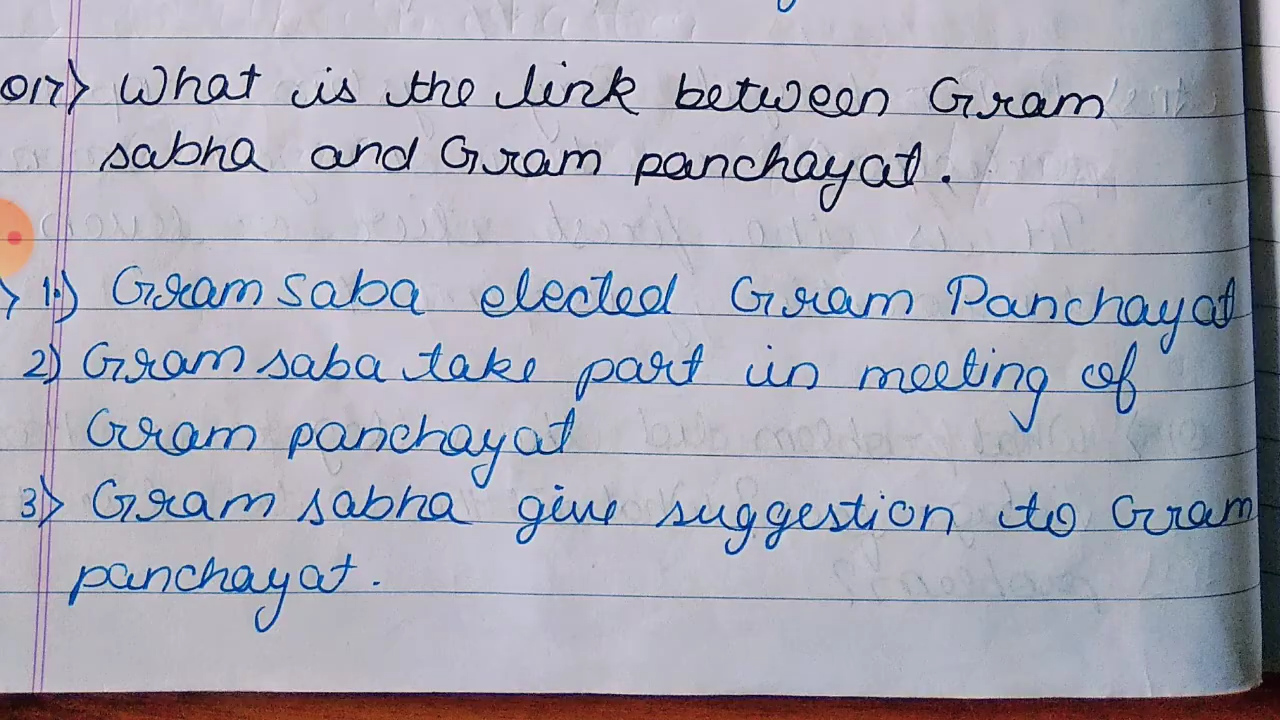 Q17> What is the link between Gram
sabha and Gram panchayat.
> 1.) Gram saba elected Gram Panchayat
2) Gram saba take part in meeting of
Gram panchayat
3> Gram sabha give suggestion to Gram
panchayat.